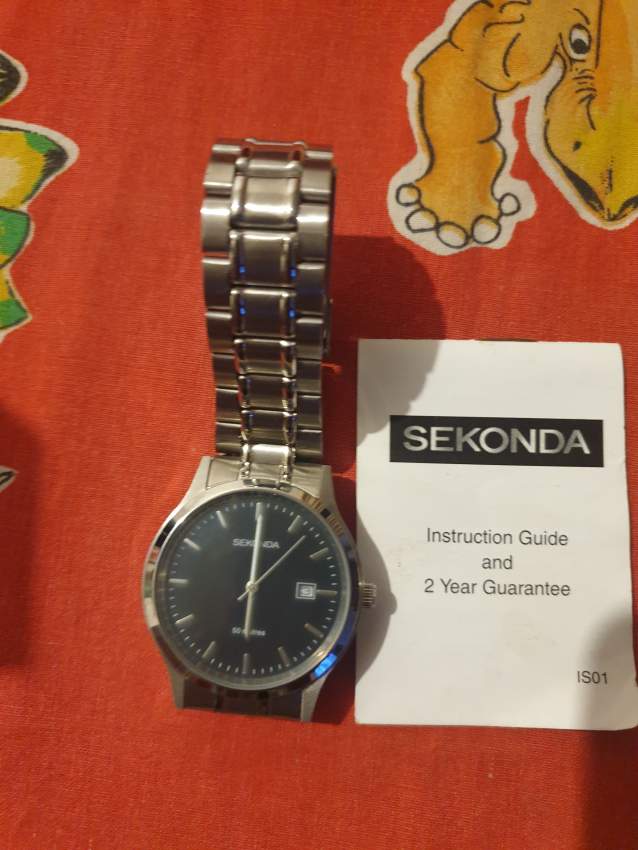 SEKONDA
Instruction Guide
and
2 Year Guarantee
IS01
SEKONDA
50 metres